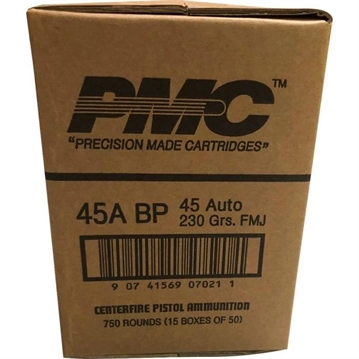 PMC™
"PRECISION MADE CARTRIDGES"
45A BP 45 Auto
230 Grs. FMJ
9 07 41569 07021 1
CENTERFIRE PISTOL AMMUNITION
750 ROUNDS (15 BOXES OF 50)